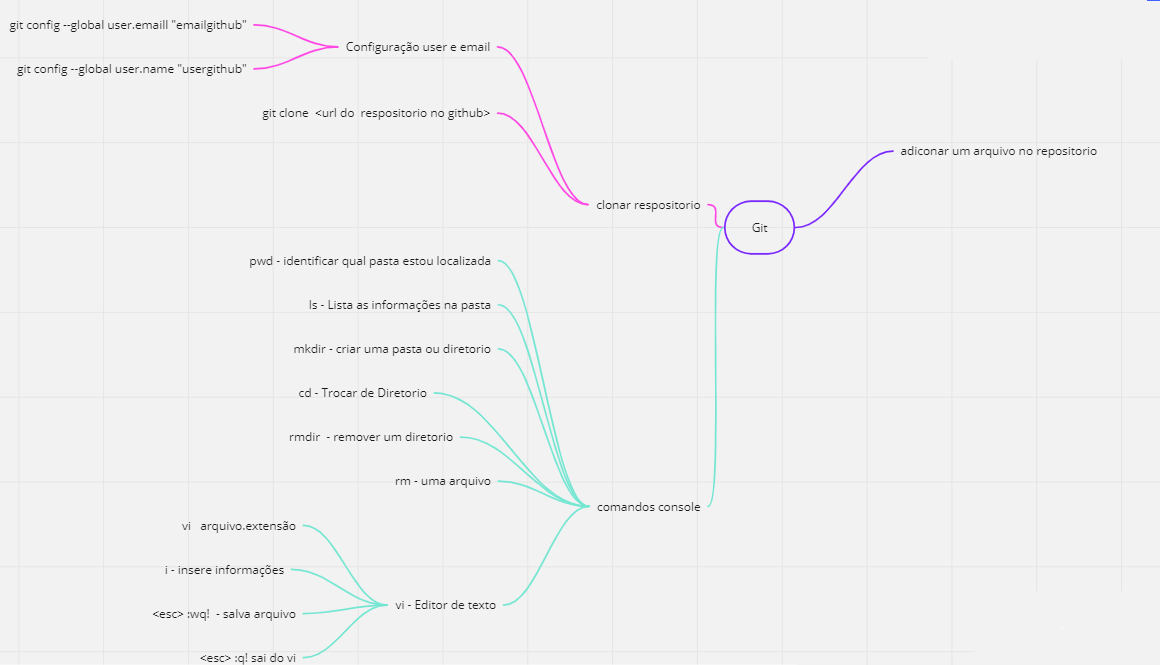 git config --global user.emaill "emailgithub"
Configuração user e email
git config --global user.name "usergithub"
git clone <url do respositorio no github>
adiconar um arquivo no repositorio
clonar respositorio
Git
pwd - identificar qual pasta estou localizada
ls - Lista as informações na pasta
mkdir - criar uma pasta ou diretorio
cd - Trocar de Diretorio
rmdir - remover um diretorio
rm - uma arquivo
comandos console
vi arquivo.extensão
i - insere informações
vi - Editor de texto
<esc> :wq! - salva arquivo
<esc> :q! sai do vi